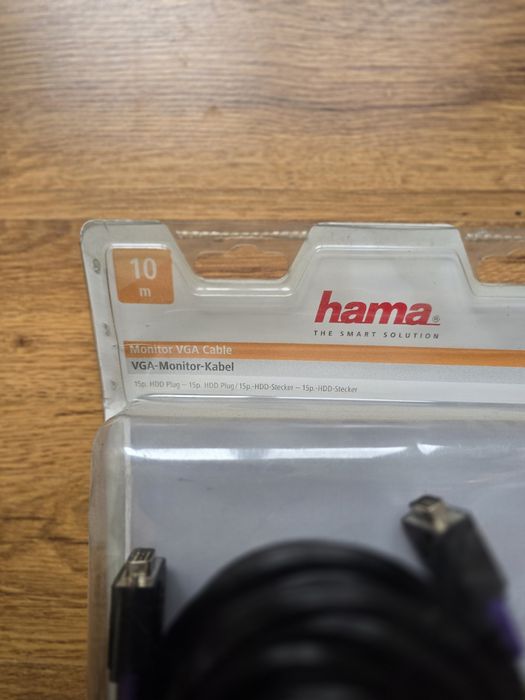 10
m
hama®
THE SMART SOLUTION
Monitor VGA Cable
VGA-Monitor-Kabel
15p. HDD Plug – 15p. HDD Plug / 15p.-HDD-Stecker – 15p.-HDD-Stecker